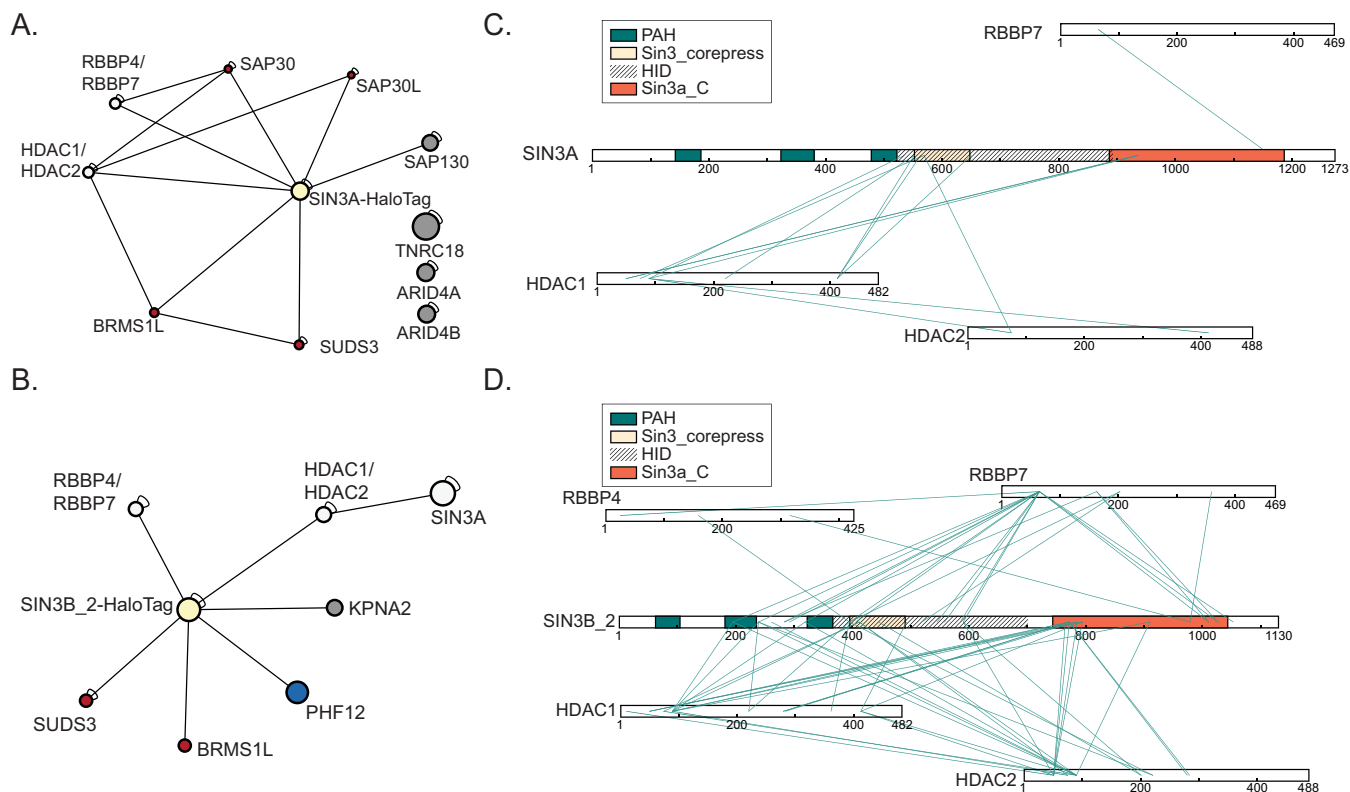 A.
RBBP4/
RBBP7
SAP30
SAP30L
HDAC1/
HDAC2
SAP130
SIN3A-HaloTag
TNRC18
ARID4A
ARID4B
BRMS1L
SUDS3
B.
RBBP4/
RBBP7
HDAC1/
HDAC2
SIN3A
SIN3B_2-HaloTag
KPNA2
SUDS3
PHF12
BRMS1L
C.
PAH
Sin3_corepress
HID
Sin3a_C
RBBP7
1 200 400 469
SIN3A
1 200 400 600 800 1000 1200 1273
HDAC1
1 200 400 482
HDAC2
1 200 400 488
D.
PAH
Sin3_corepress
HID
Sin3a_C
RBBP7
1 200 400 469
RBBP4
1 200 425
SIN3B_2
1 200 400 600 800 1000 1130
HDAC1
1 200 400 482
HDAC2
1 200 400 488